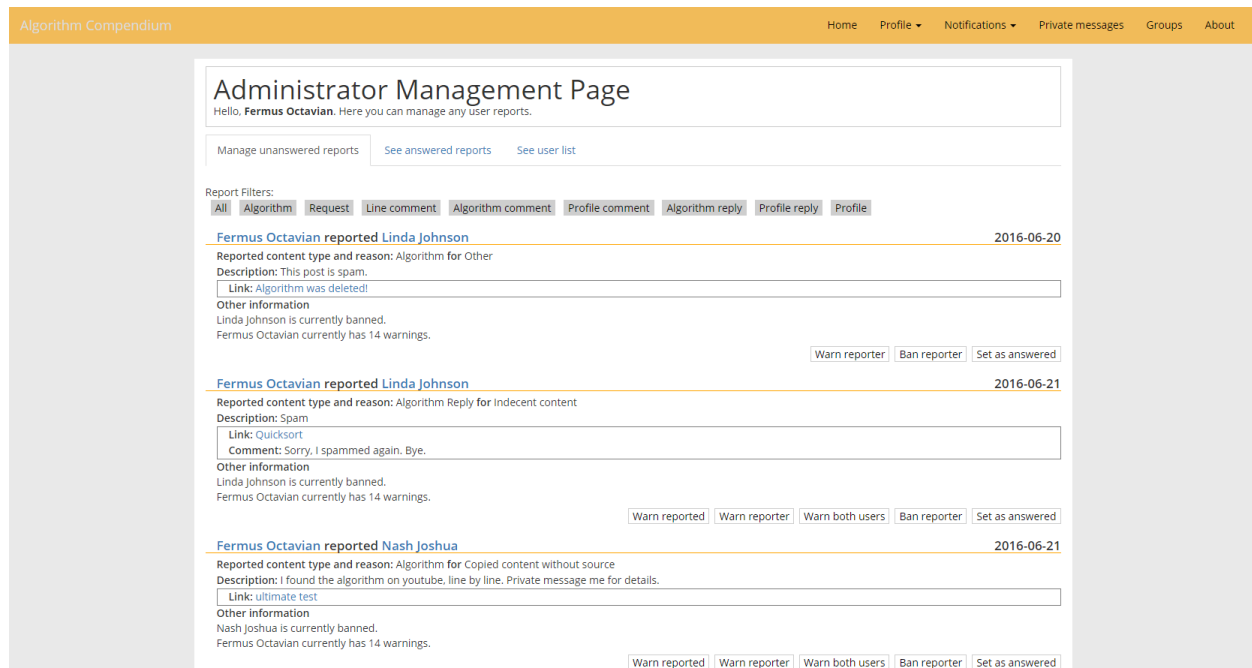 Algorithm Compendium
Home Profile Notifications Private messages Groups About
Administrator Management Page
Hello, Fermus Octavian. Here you can manage any user reports.
Manage unanswered reports See answered reports See user list
Report Filters:
All Algorithm Request Line comment Algorithm comment Profile comment Algorithm reply Profile reply Profile
Fermus Octavian reported Linda Johnson 2016-06-20
Reported content type and reason: Algorithm for Other
Description: This post is spam.
Link: Algorithm was deleted!
Other information
Linda Johnson is currently banned.
Fermus Octavian currently has 14 warnings.
Warn reporter Ban reporter Set as answered
Fermus Octavian reported Linda Johnson 2016-06-21
Reported content type and reason: Algorithm Reply for Indecent content
Description: Spam
Link: Quicksort
Comment: Sorry, I spammed again. Bye.
Other information
Linda Johnson is currently banned.
Fermus Octavian currently has 14 warnings.
Warn reported Warn reporter Warn both users Ban reporter Set as answered
Fermus Octavian reported Nash Joshua 2016-06-21
Reported content type and reason: Algorithm for Copied content without source
Description: I found the algorithm on youtube, line by line. Private message me for details.
Link: ultimate test
Other information
Nash Joshua is currently banned.
Fermus Octavian currently has 14 warnings.
Warn reported Warn reporter Warn both users Ban reporter Set as answered